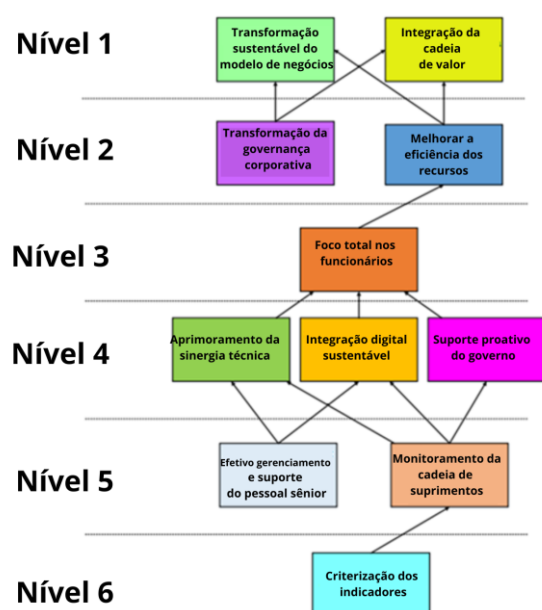 Nível 1
Transformação
sustentável do
modelo de negócios
Integração da
cadeia
de valor
Nível 2
Transformação da
governança
corporativa
Melhorar a
eficiência dos
recursos
Nível 3
Foco total nos
funcionários
Nível 4
Aprimoramento da
sinergia técnica
Integração digital
sustentável
Suporte proativo
do governo
Nível 5
Efetivo gerenciamento
e suporte
do pessoal sênior
Monitoramento da
cadeia de
suprimentos
Nível 6
Criterização dos
indicadores